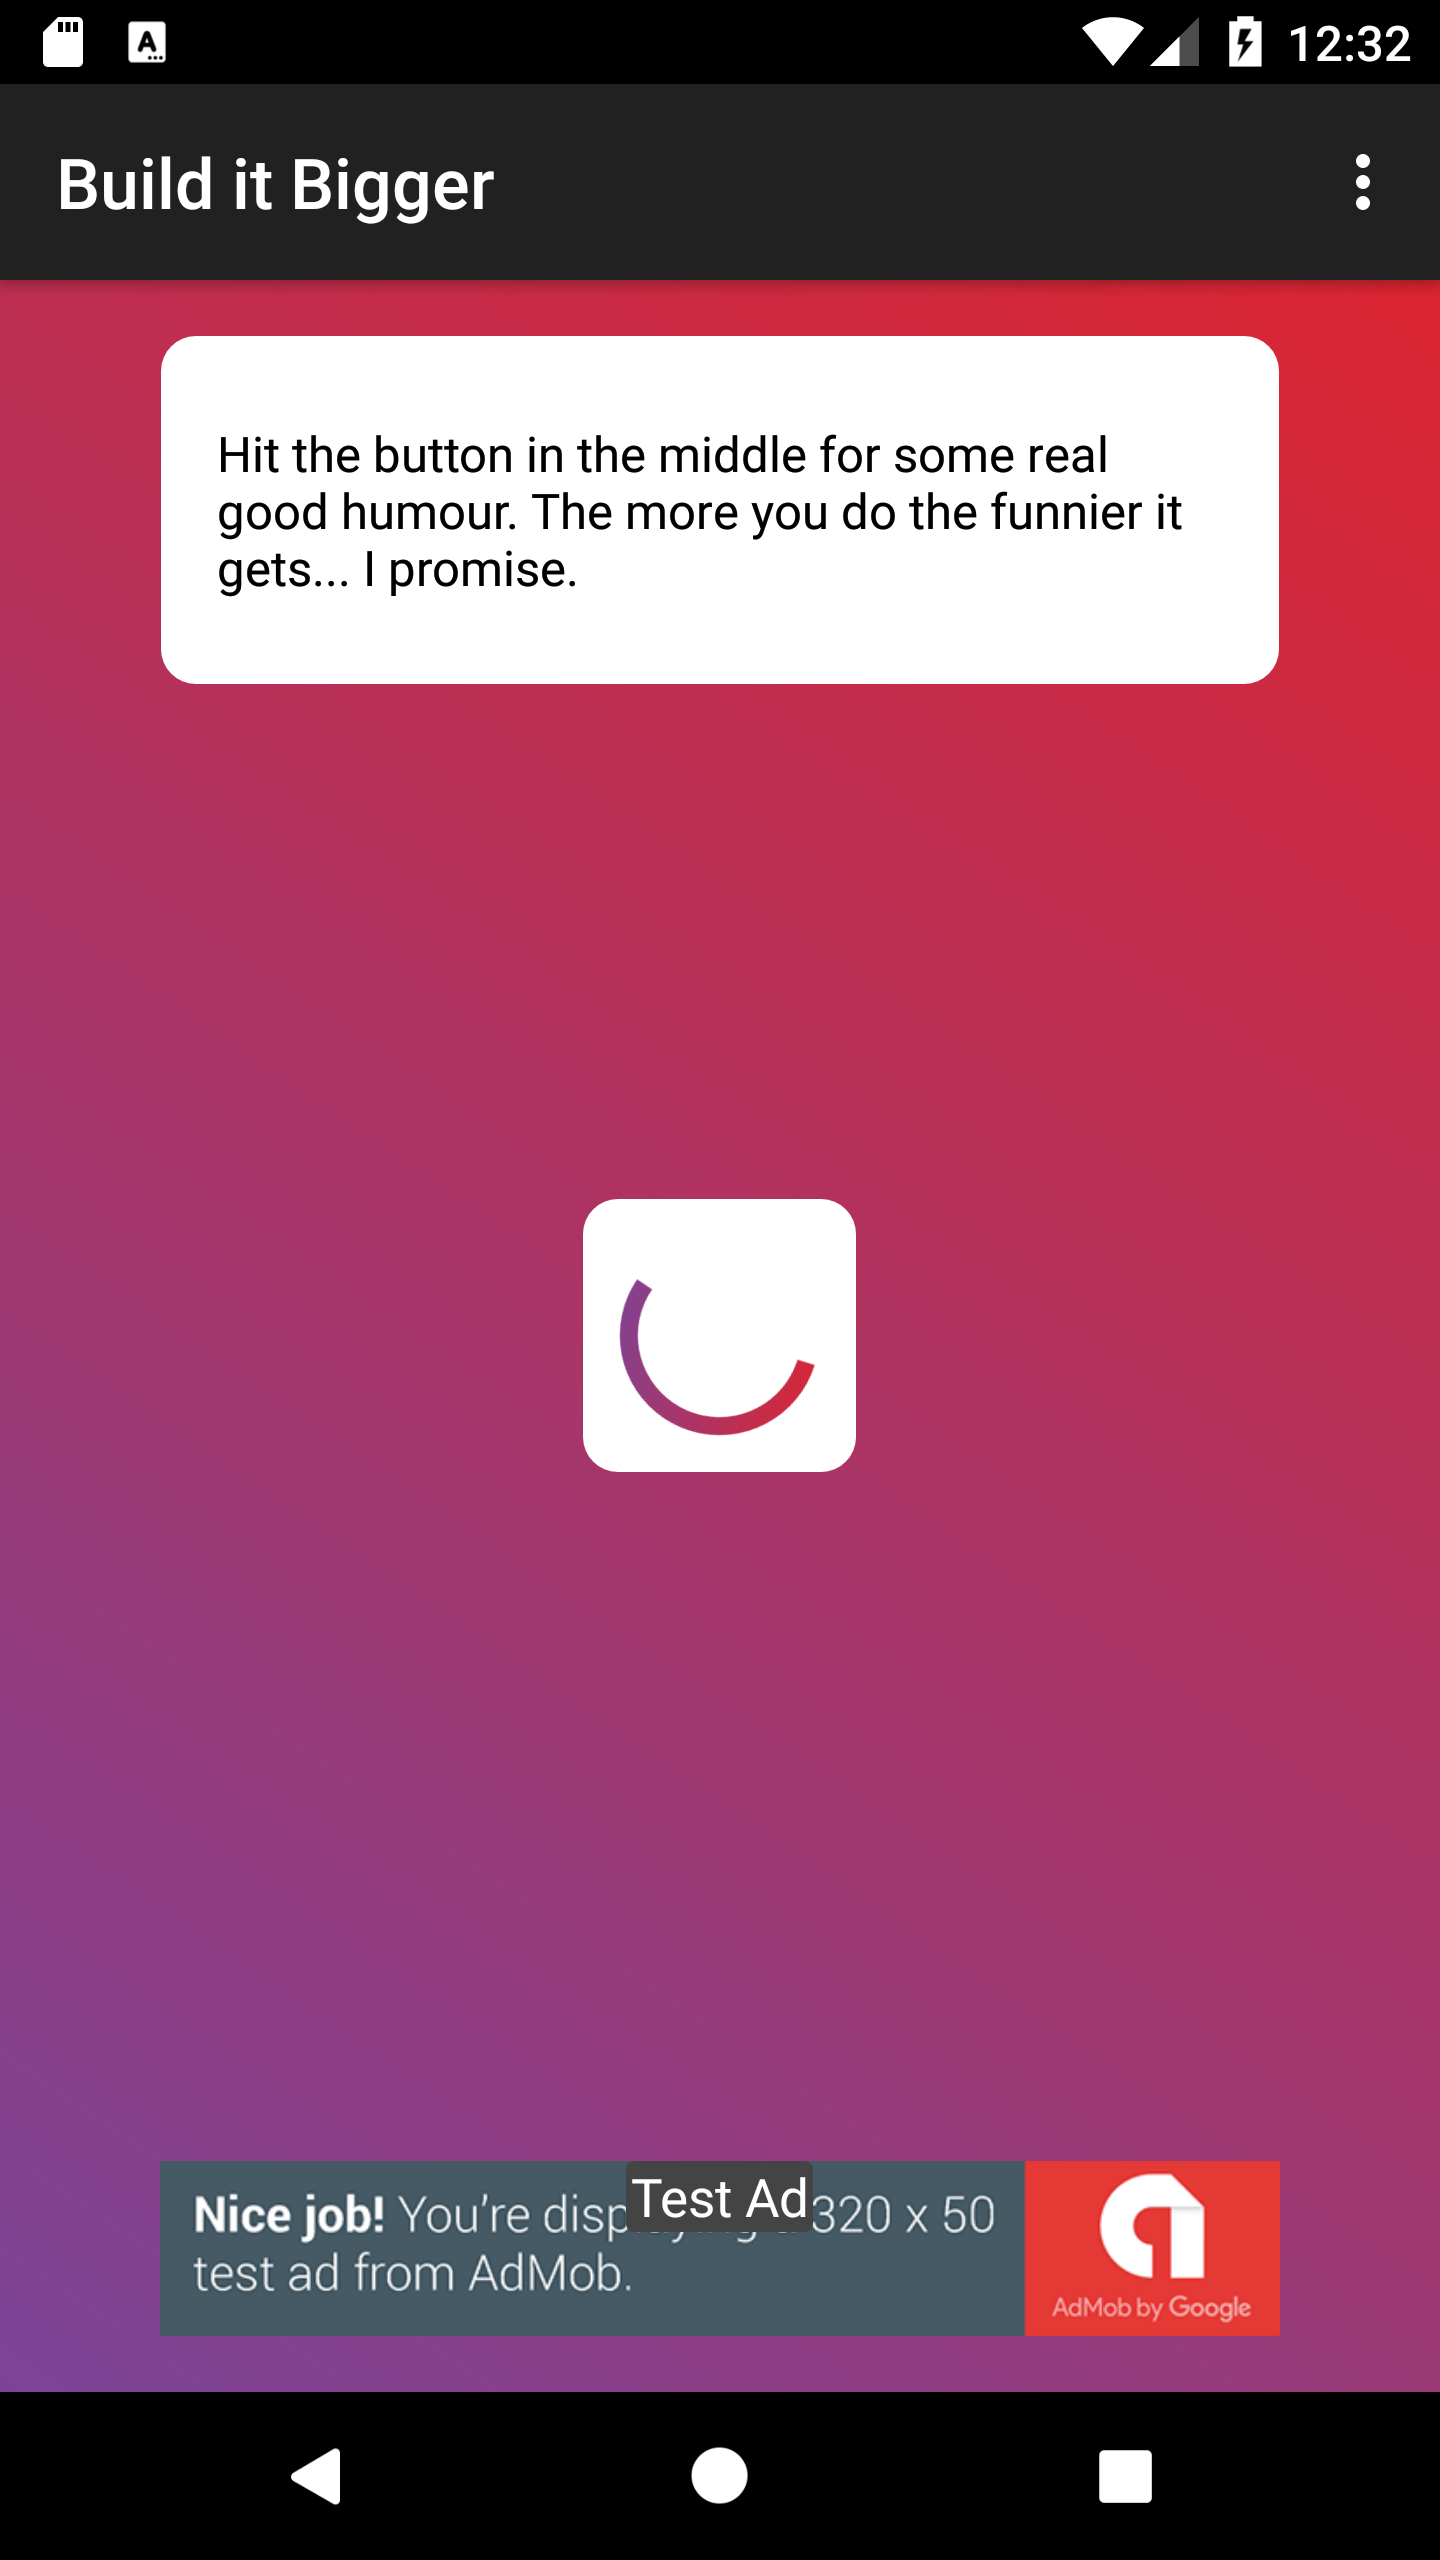 12:32
Build it Bigger
Hit the button in the middle for some real
good humour. The more you do the funnier it
gets... I promise.
Test Ad
Nice job! You're disp 320 x 50
test ad from AdMob.
AdMob by Google